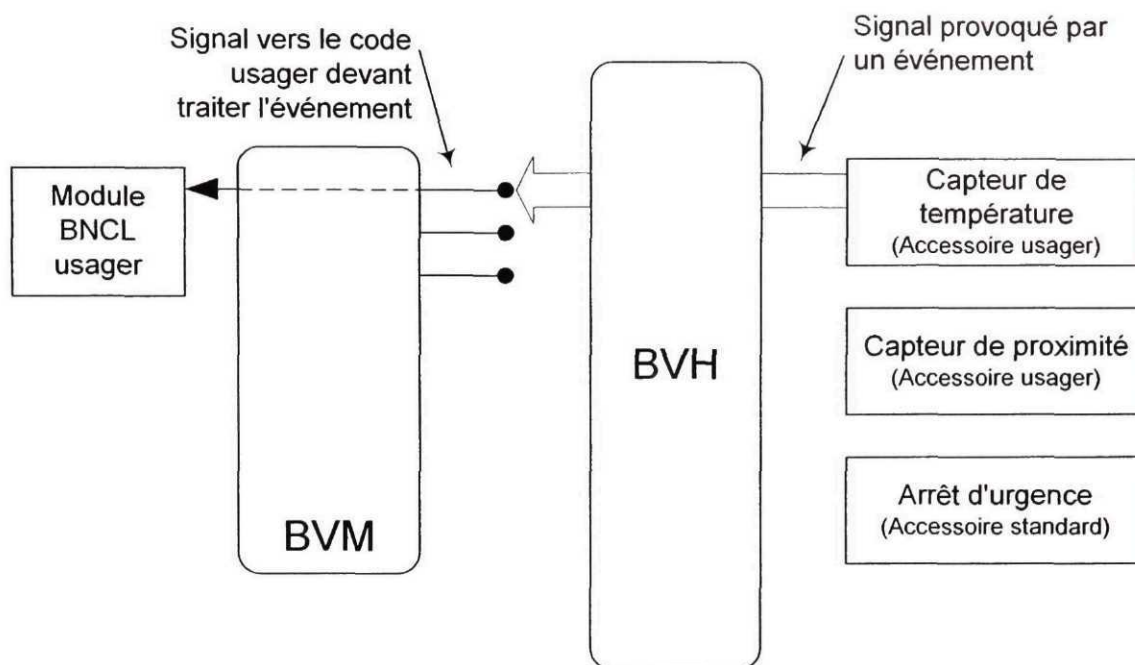 Signal vers le code
usager devant
traiter l'événement
Signal provoqué par
un événement
Module
BNCL
usager
BVM
BVH
Capteur de
température
(Accessoire usager)
Capteur de proximité
(Accessoire usager)
Arrêt d'urgence
(Accessoire standard)